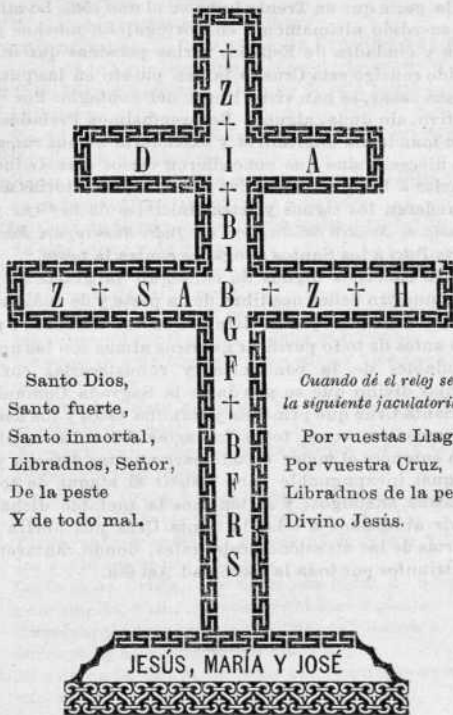 †
Z
†
D A
†
B
I
Z † S A B † Z † H
G
F
†
B
F
R
S
Santo Dios,
Santo fuerte,
Santo inmortal,
Libradnos, Señor,
De la peste
Y de todo mal.
Cuando dé el reloj se
la siguiente jaculatori
Por vuestas Llag
Por vuestra Cruz,
Libradnos de la pe
Divino Jesús.
JESÚS, MARÍA Y JOSÉ